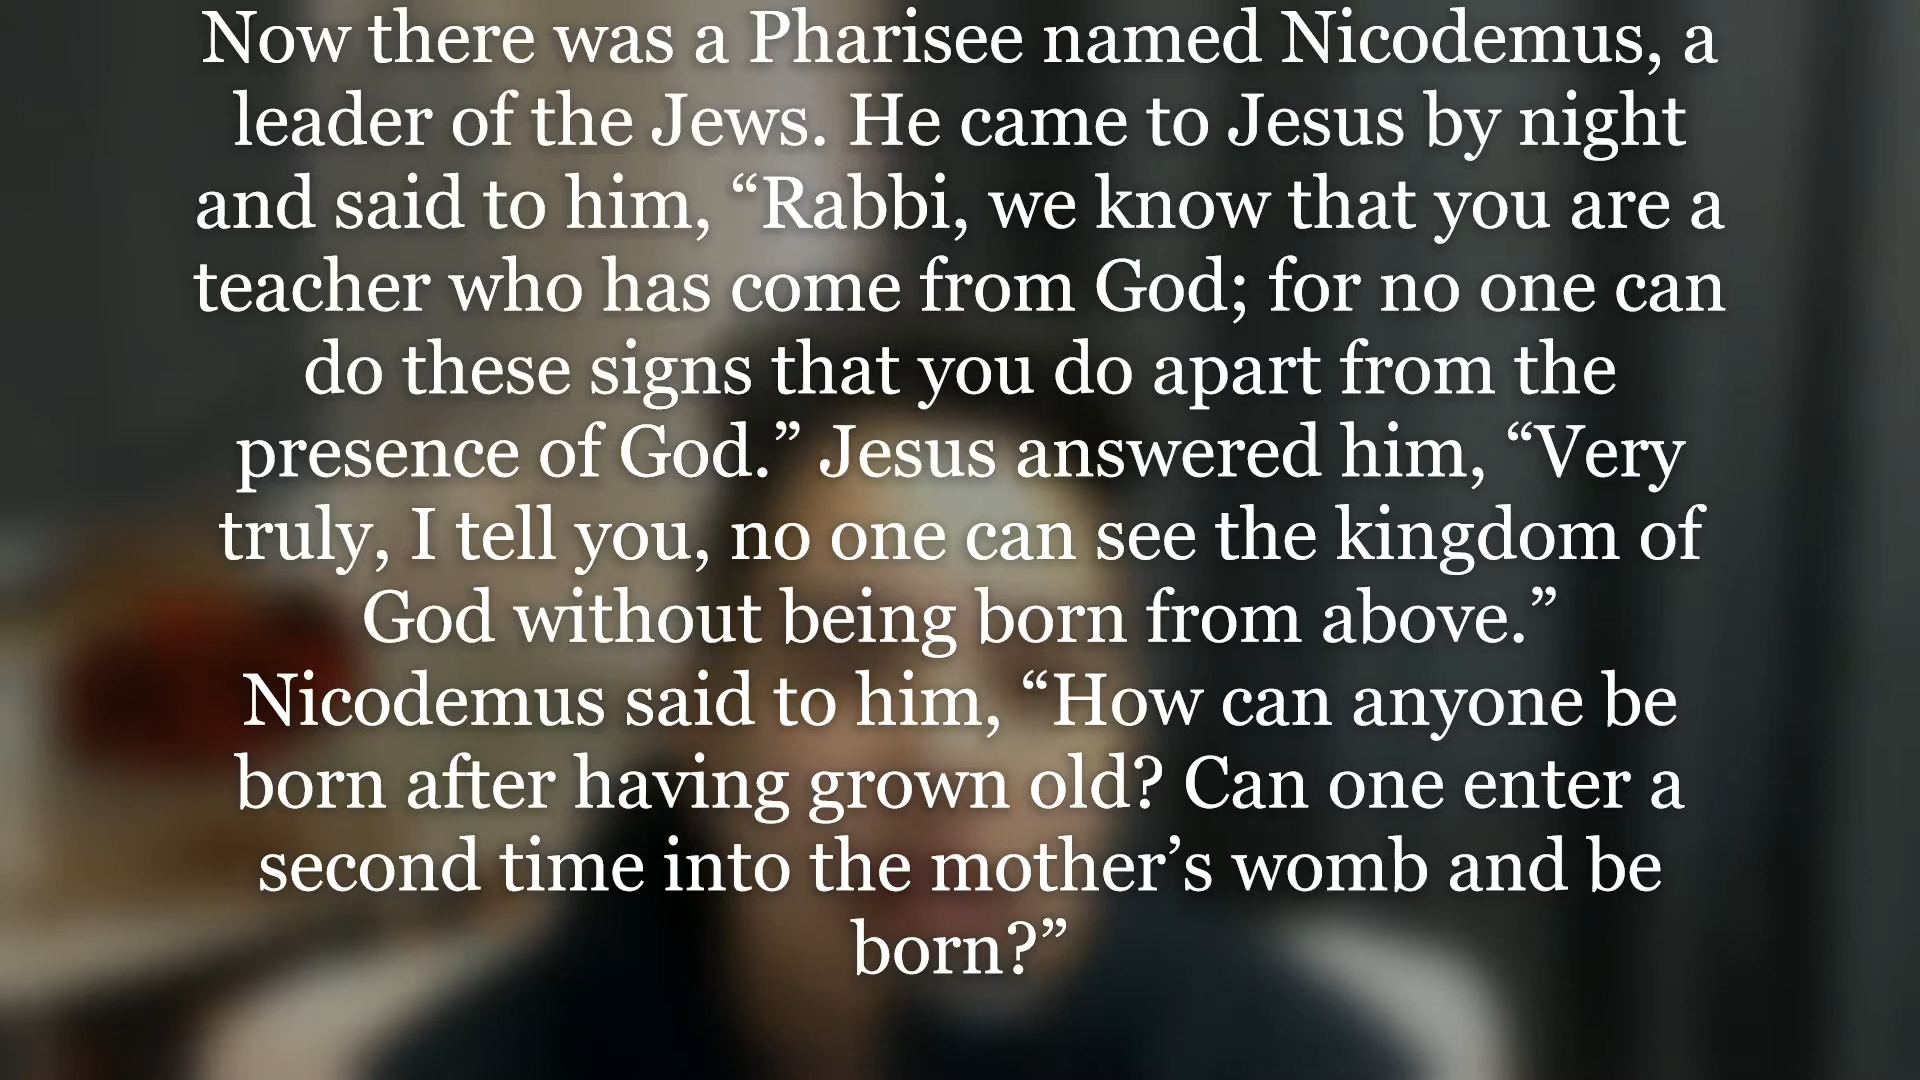 Now there was a Pharisee named Nicodemus, a
leader of the Jews. He came to Jesus by night
and said to him, “Rabbi, we know that you are a
teacher who has come from God; for no one can
do these signs that you do apart from the
presence of God.” Jesus answered him, “Very
truly, I tell you, no one can see the kingdom of
God without being born from above.”
Nicodemus said to him, “How can anyone be
born after having grown old? Can one enter a
second time into the mother’s womb and be
born?”